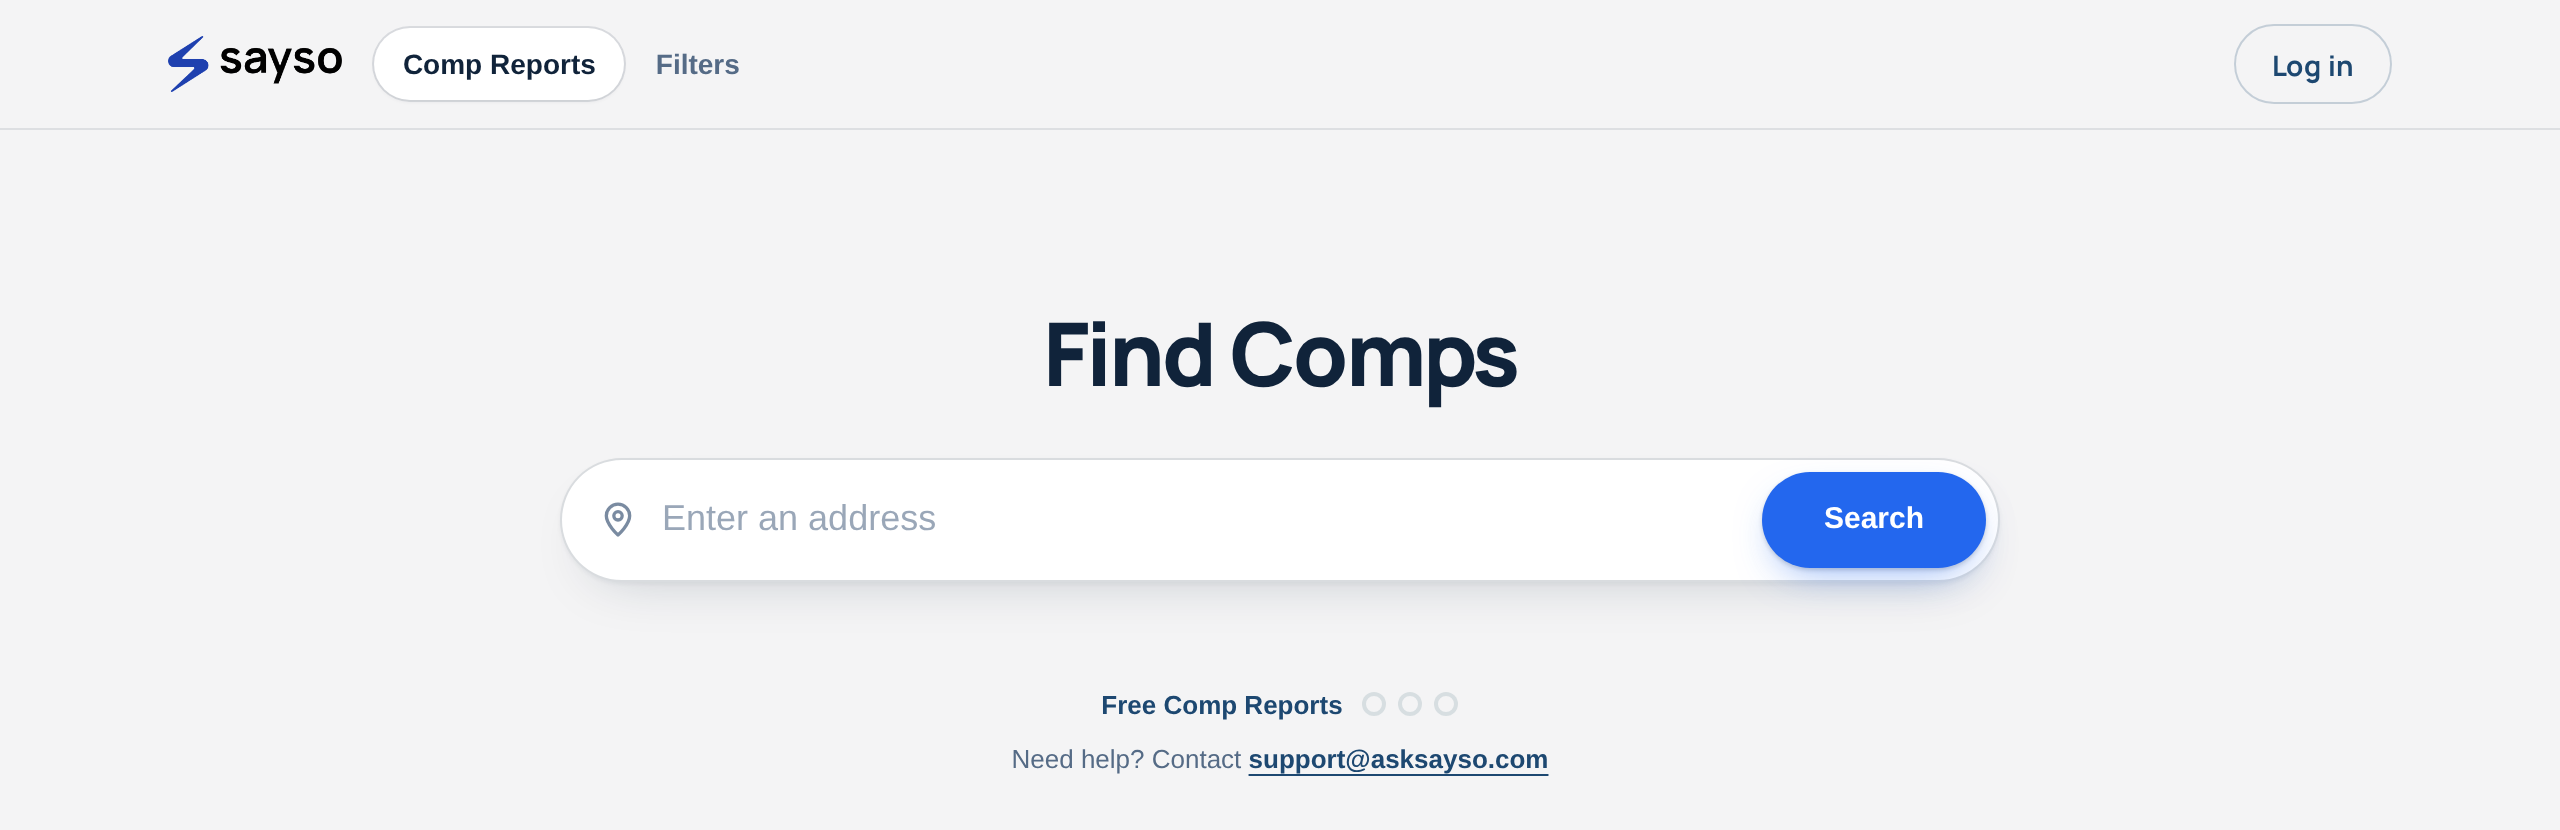 sayso Comp Reports Filters Log in
Find Comps
Enter an address Search
Free Comp Reports
Need help? Contact support@asksayso.com